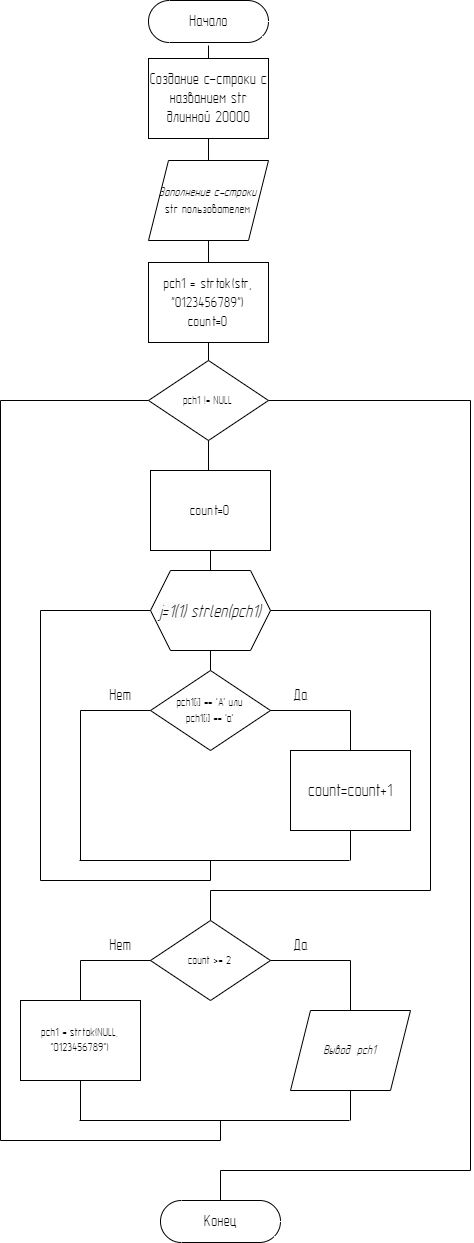 Начало
Создание с-строки с
названием str
длинной 20000
Заполнение с-строки
str пользователем
pch1 = strtok(str,
"0123456789")
count=0
pch1 != NULL
count=0
j=1(1) strlen(pch1)
Нет
Да
pch1[i] == 'A' или
pch1[i] == 'a'
count=count+1
Нет
Да
count >= 2
pch1 = strtok(NULL,
"0123456789")
Вывод pch1
Конец